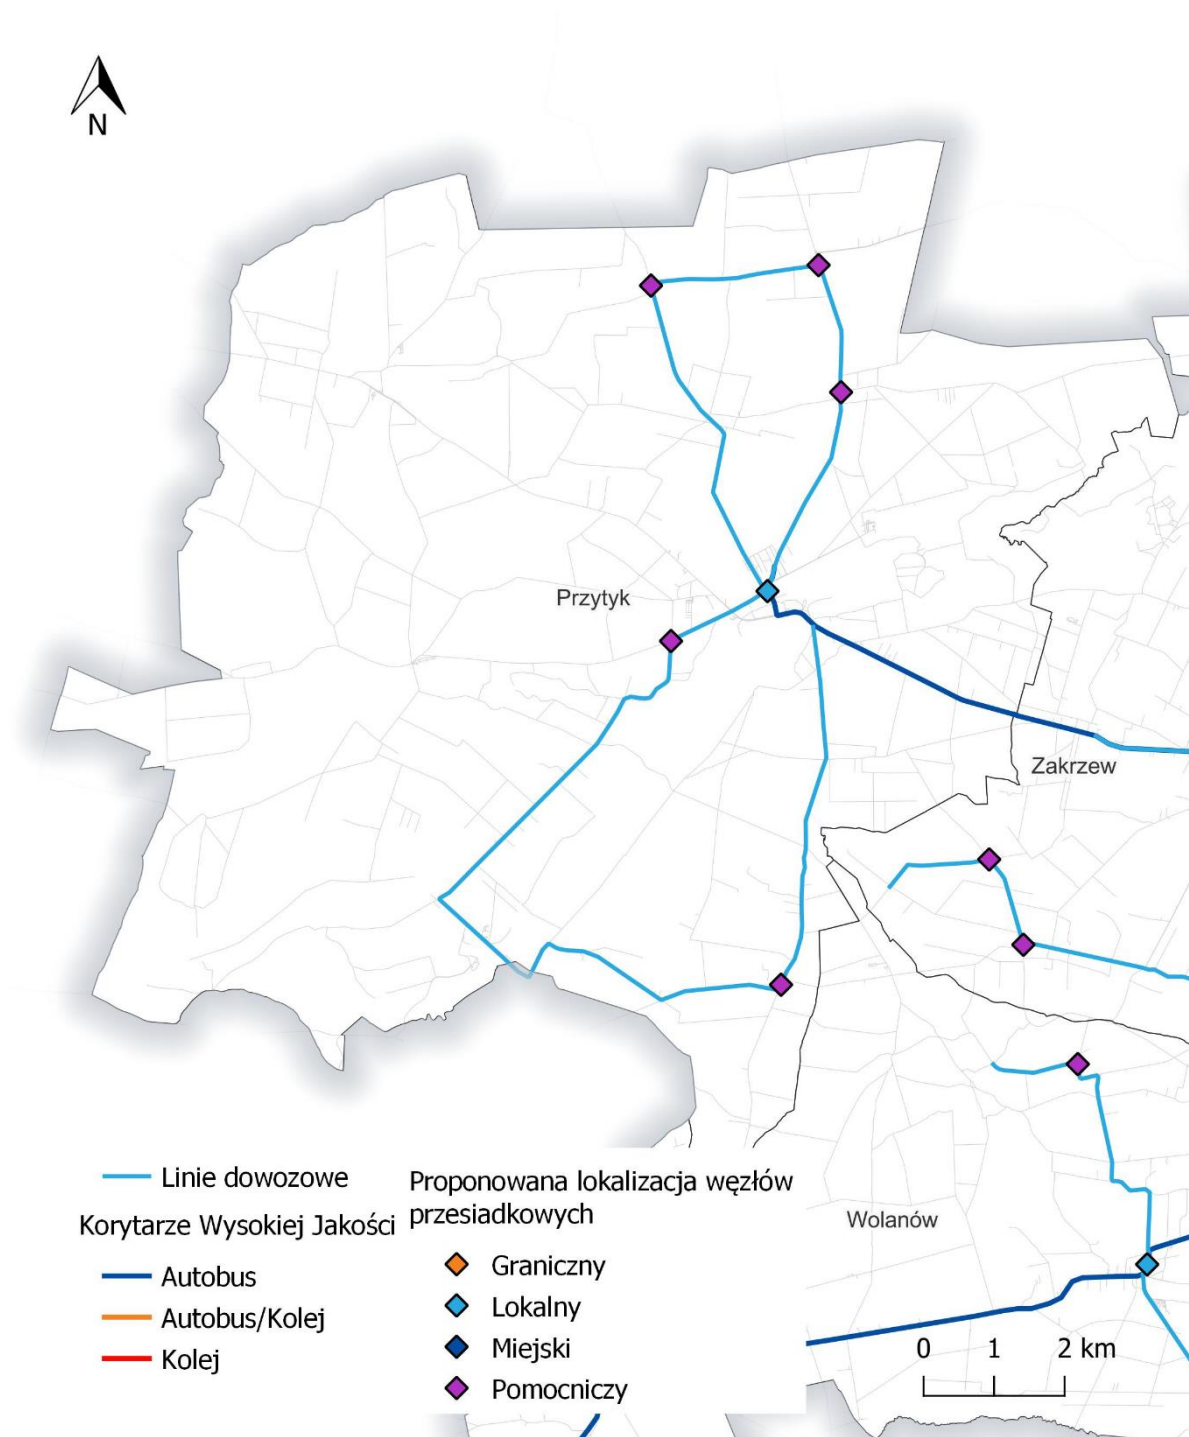 N
Przytyk
Zakrzew
Wolanów
Linie dowozowe
Korytarze Wysokiej Jakości
Autobus
Autobus/Kolej
Kolej
Proponowana lokalizacja węzłów
przesiadkowych
Graniczny
Lokalny
Miejski
Pomocniczy
0 1 2 km